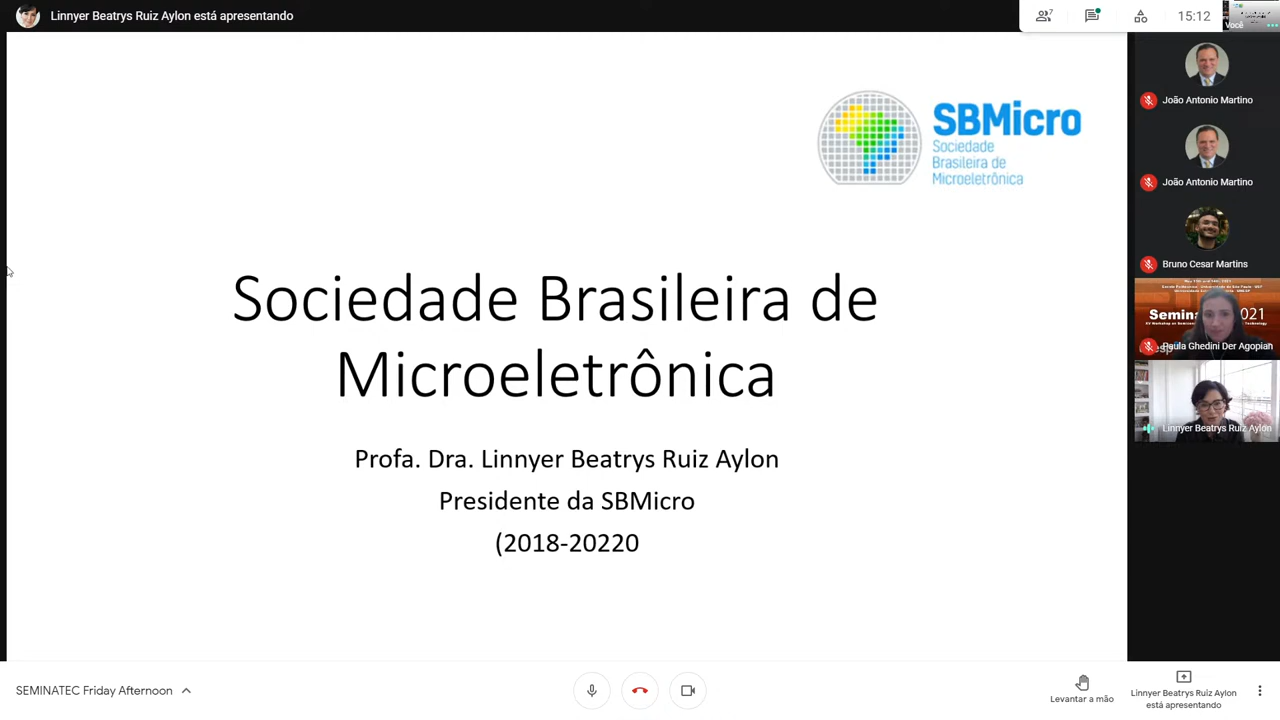 Linnyer Beatrys Ruiz Aylon está apresentando
7
15:12
Você
SBMicro
Sociedade
Brasileira de
Microeletrônica
Sociedade Brasileira de
Microeletrônica
Profa. Dra. Linnyer Beatrys Ruiz Aylon
Presidente da SBMicro
(2018-20220
João Antonio Martino
João Antonio Martino
Bruno Cesar Martins
Paula Ghedini Der Agopian
Linnyer Beatrys Ruiz Aylon
SEMINATEC Friday Afternoon
Levantar a mão
Linnyer Beatrys Ruiz Aylon
está apresentando